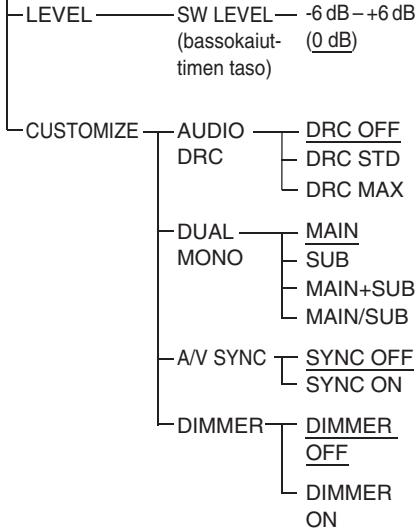 LEVEL SW LEVEL -6 dB – +6 dB
(bassokaiut- (0 dB)
timen taso)
CUSTOMIZE AUDIO DRC OFF
DRC DRC STD
DRC MAX
DUAL MAIN
MONO SUB
MAIN+SUB
MAIN/SUB
A/V SYNC SYNC OFF
SYNC ON
DIMMER DIMMER
OFF
DIMMER
ON